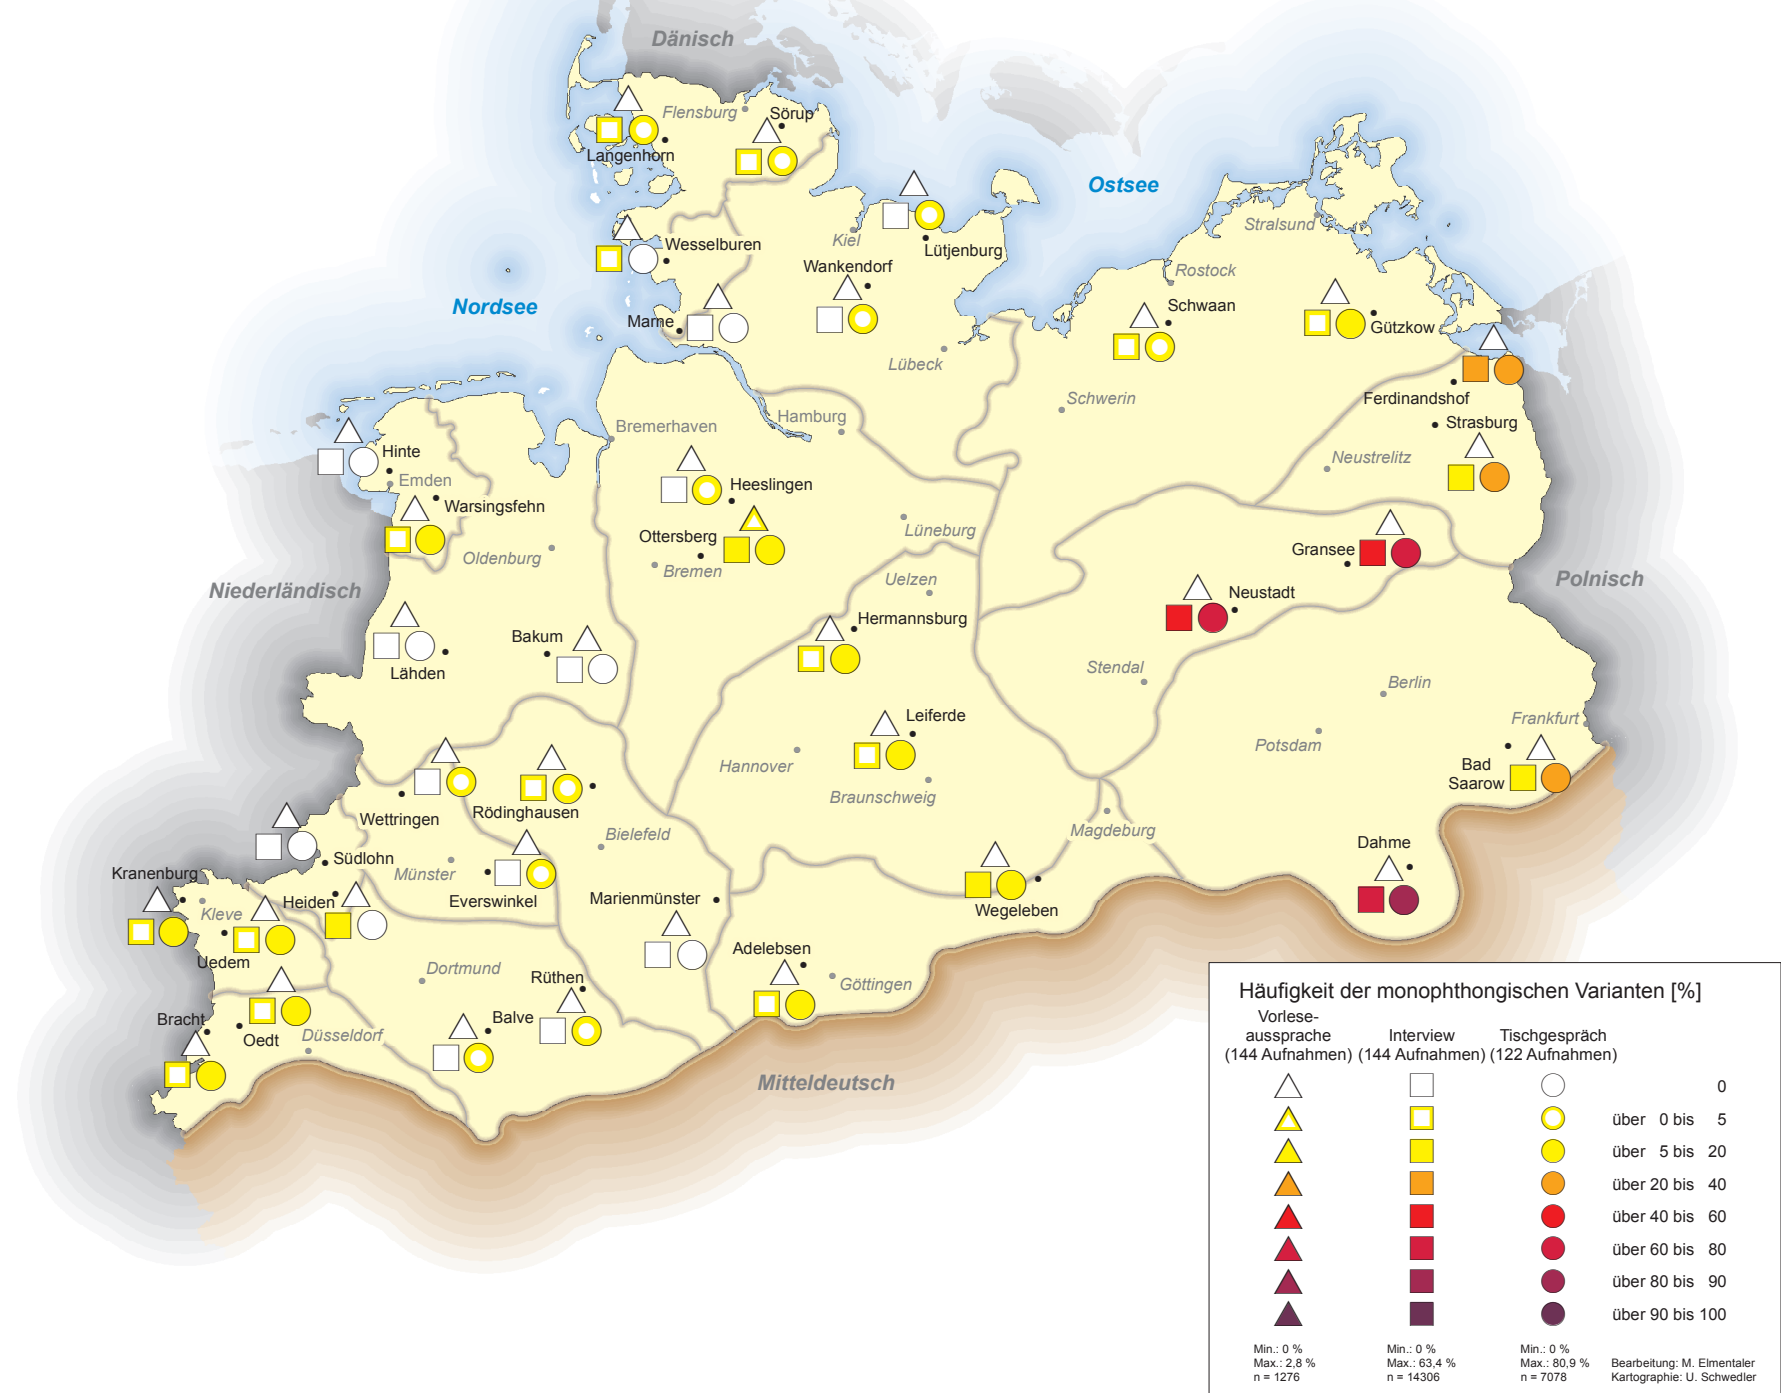 Dänisch
Flensburg
Sörup
Langenhorn
Ostsee
Stralsund
Kiel
Wesselburen
Lütjenburg
Wankendorf
Rostock
Nordsee
Schwaan
Marne
Gützkow
Lübeck
Schwerin
Ferdinandshof
Hamburg
Bremerhaven
Strasburg
Hinte
Neustrelitz
Emden
Heeslingen
Warsingsfehn
Lüneburg
Ottersberg
Oldenburg
Bremen
Gransee
Uelzen
Polnisch
Niederländisch
Neustadt
Hermannsburg
Bakum
Lähden
Stendal
Berlin
Leiferde
Frankfurt
Potsdam
Hannover
Bad
Saarow
Braunschweig
Rödinghausen
Wettringen
Bielefeld
Magdeburg
Dahme
Südlohn
Kranenburg
Münster
Everswinkel
Marienmünster
Heiden
Kleve
Wegeleben
Adelebsen
Uedem
Dortmund
Rüthen
Göttingen
Bracht
Balve
Oedt
Düsseldorf
Mitteldeutsch
Häufigkeit der monophthongischen Varianten [%]
Vorlese-
aussprache Interview Tischgespräch
(144 Aufnahmen) (144 Aufnahmen) (122 Aufnahmen)
0
über 0 bis 5
über 5 bis 20
über 20 bis 40
über 40 bis 60
über 60 bis 80
über 80 bis 90
über 90 bis 100
Min.: 0 % Min.: 0 % Min.: 0 %
Max.: 2,8 % Max.: 63,4 % Max.: 80,9 % Bearbeitung: M. Elmentaler
n = 1276 n = 14306 n = 7078 Kartographie: U. Schwedler